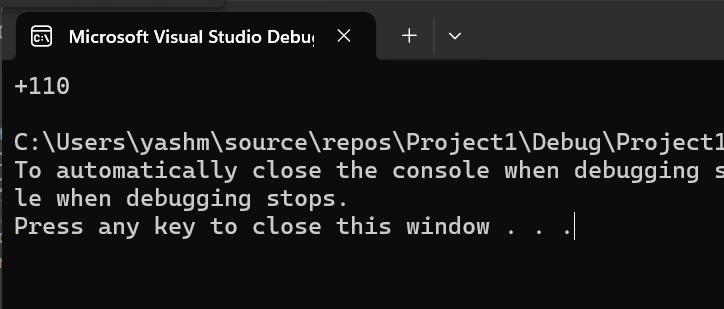 Microsoft Visual Studio Debu
+110
C:\Users\yashm\source\repos\Project1\Debug\Project1
To automatically close the console when debugging s
le when debugging stops.
Press any key to close this window . . .